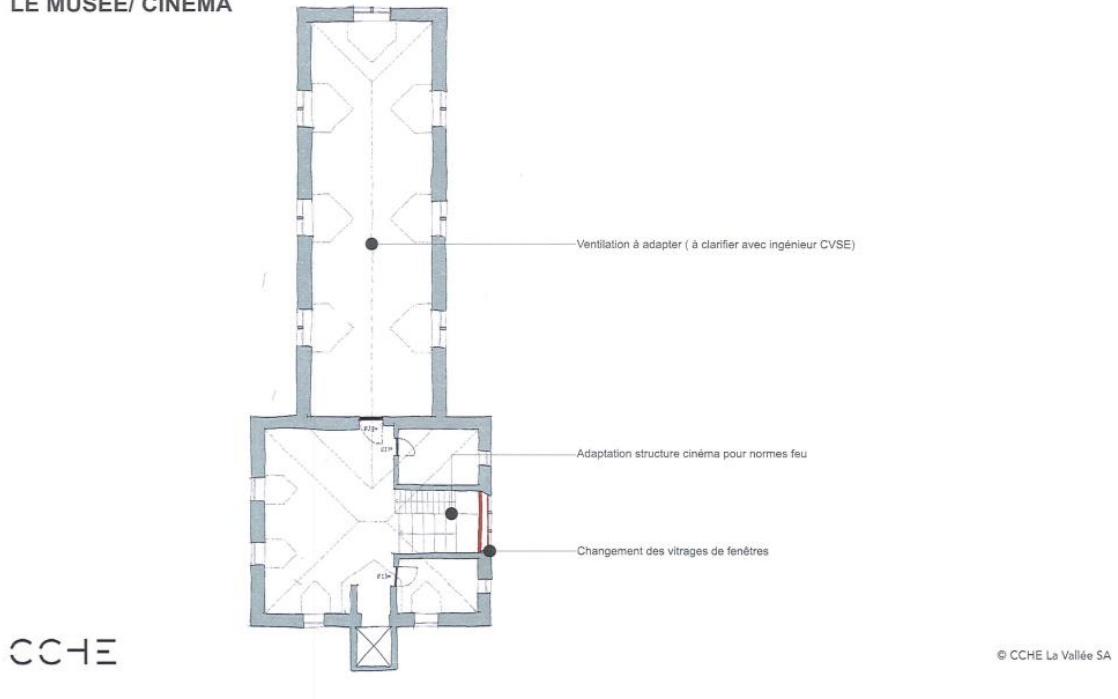 LE MUSÉE/ CINÉMA
Ventilation à adapter ( à clarifier avec ingénieur CVSE)
Adaptation structure cinéma pour normes feu
Changement des vitrages de fenêtres
CCHE
© CCHE La Vallée SA